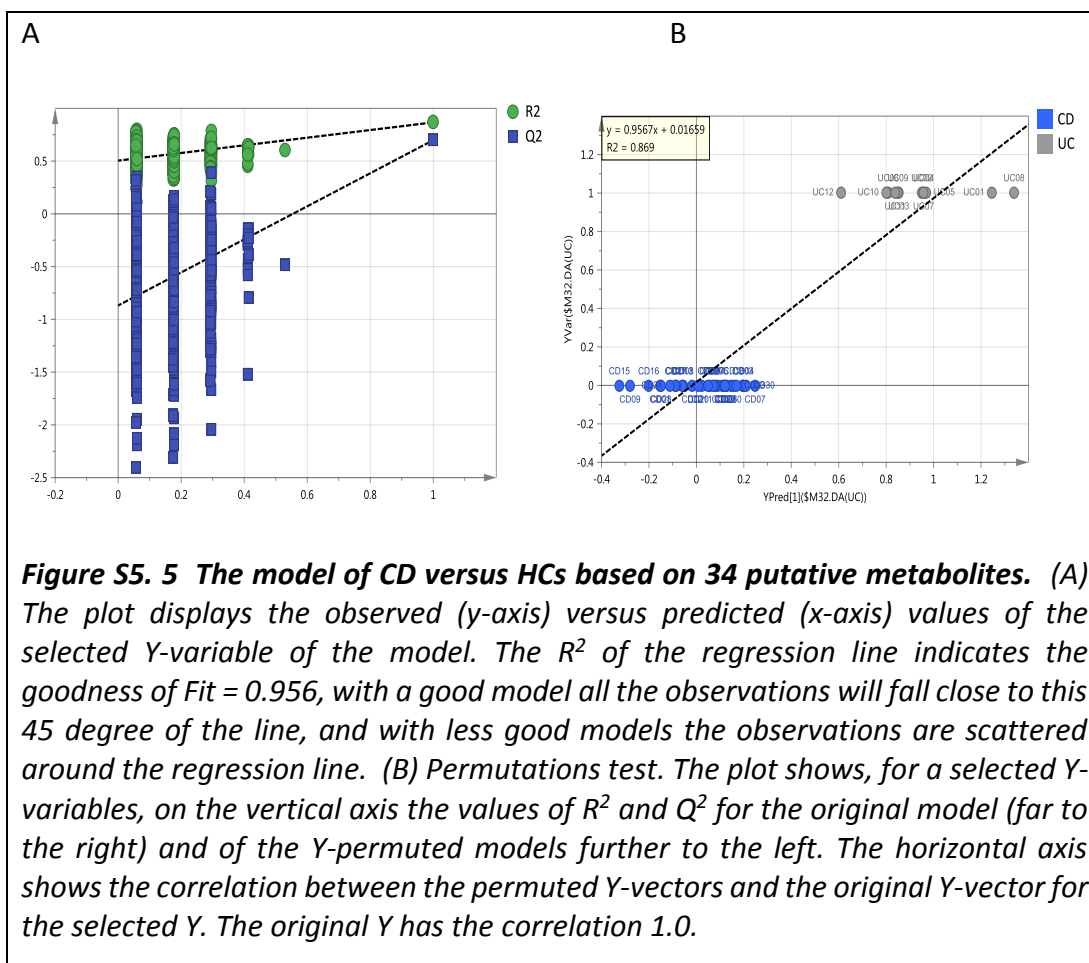 A
B
R2
Q2
0.5
0
-0.5
-1
-1.5
-2
-2.5
-0.2 0 0.2 0.4 0.6 0.8 1
y = 0.9567x + 0.01659
R2 = 0.869
CD
UC
1.2
1
0.8
0.6
0.4
0.2
0
-0.2
-0.4
YVar($M32.DA(UC))
UC08
UC12 UC10 UC05 UC01
UC07
CD15 CD16
CD09 CD07
-0.4 -0.2 0 0.2 0.4 0.6 0.8 1 1.2
YPred[1]($M32.DA(UC))
Figure S5. 5 The model of CD versus HCs based on 34 putative metabolites. (A)
The plot displays the observed (y-axis) versus predicted (x-axis) values of the
selected Y-variable of the model. The R² of the regression line indicates the
goodness of Fit = 0.956, with a good model all the observations will fall close to this
45 degree of the line, and with less good models the observations are scattered
around the regression line. (B) Permutations test. The plot shows, for a selected Y-
variables, on the vertical axis the values of R² and Q² for the original model (far to
the right) and of the Y-permuted models further to the left. The horizontal axis
shows the correlation between the permuted Y-vectors and the original Y-vector for
the selected Y. The original Y has the correlation 1.0.